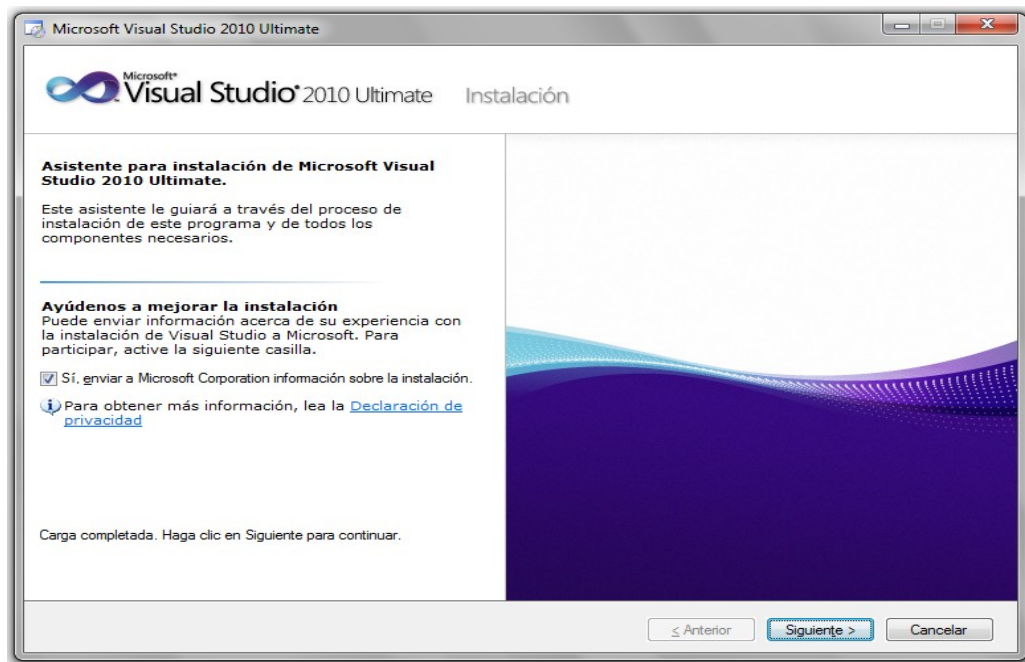 Microsoft Visual Studio 2010 Ultimate
Microsoft®
Visual Studio® 2010 Ultimate Instalación
Asistente para instalación de Microsoft Visual
Studio 2010 Ultimate.
Este asistente le guiará a través del proceso de
instalación de este programa y de todos los
componentes necesarios.
Ayúdenos a mejorar la instalación
Puede enviar información acerca de su experiencia con
la instalación de Visual Studio a Microsoft. Para
participar, active la siguiente casilla.
Sí, enviar a Microsoft Corporation información sobre la instalación.
Para obtener más información, lea la Declaración de
privacidad
Carga completada. Haga clic en Siguiente para continuar.
< Anterior
Siguiente >
Cancelar